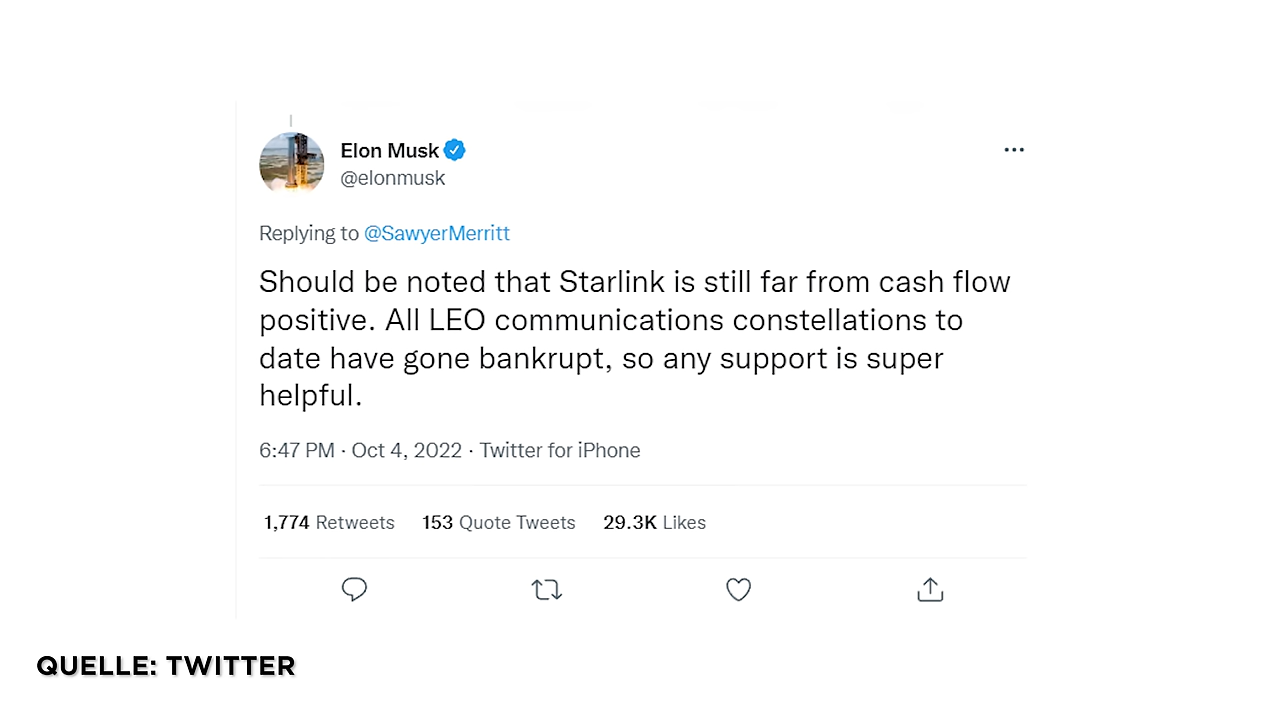 Elon Musk
@elonmusk
Replying to @SawyerMerritt
Should be noted that Starlink is still far from cash flow
positive. All LEO communications constellations to
date have gone bankrupt, so any support is super
helpful.
6:47 PM · Oct 4, 2022 · Twitter for iPhone
1,774 Retweets 153 Quote Tweets 29.3K Likes
QUELLE: TWITTER